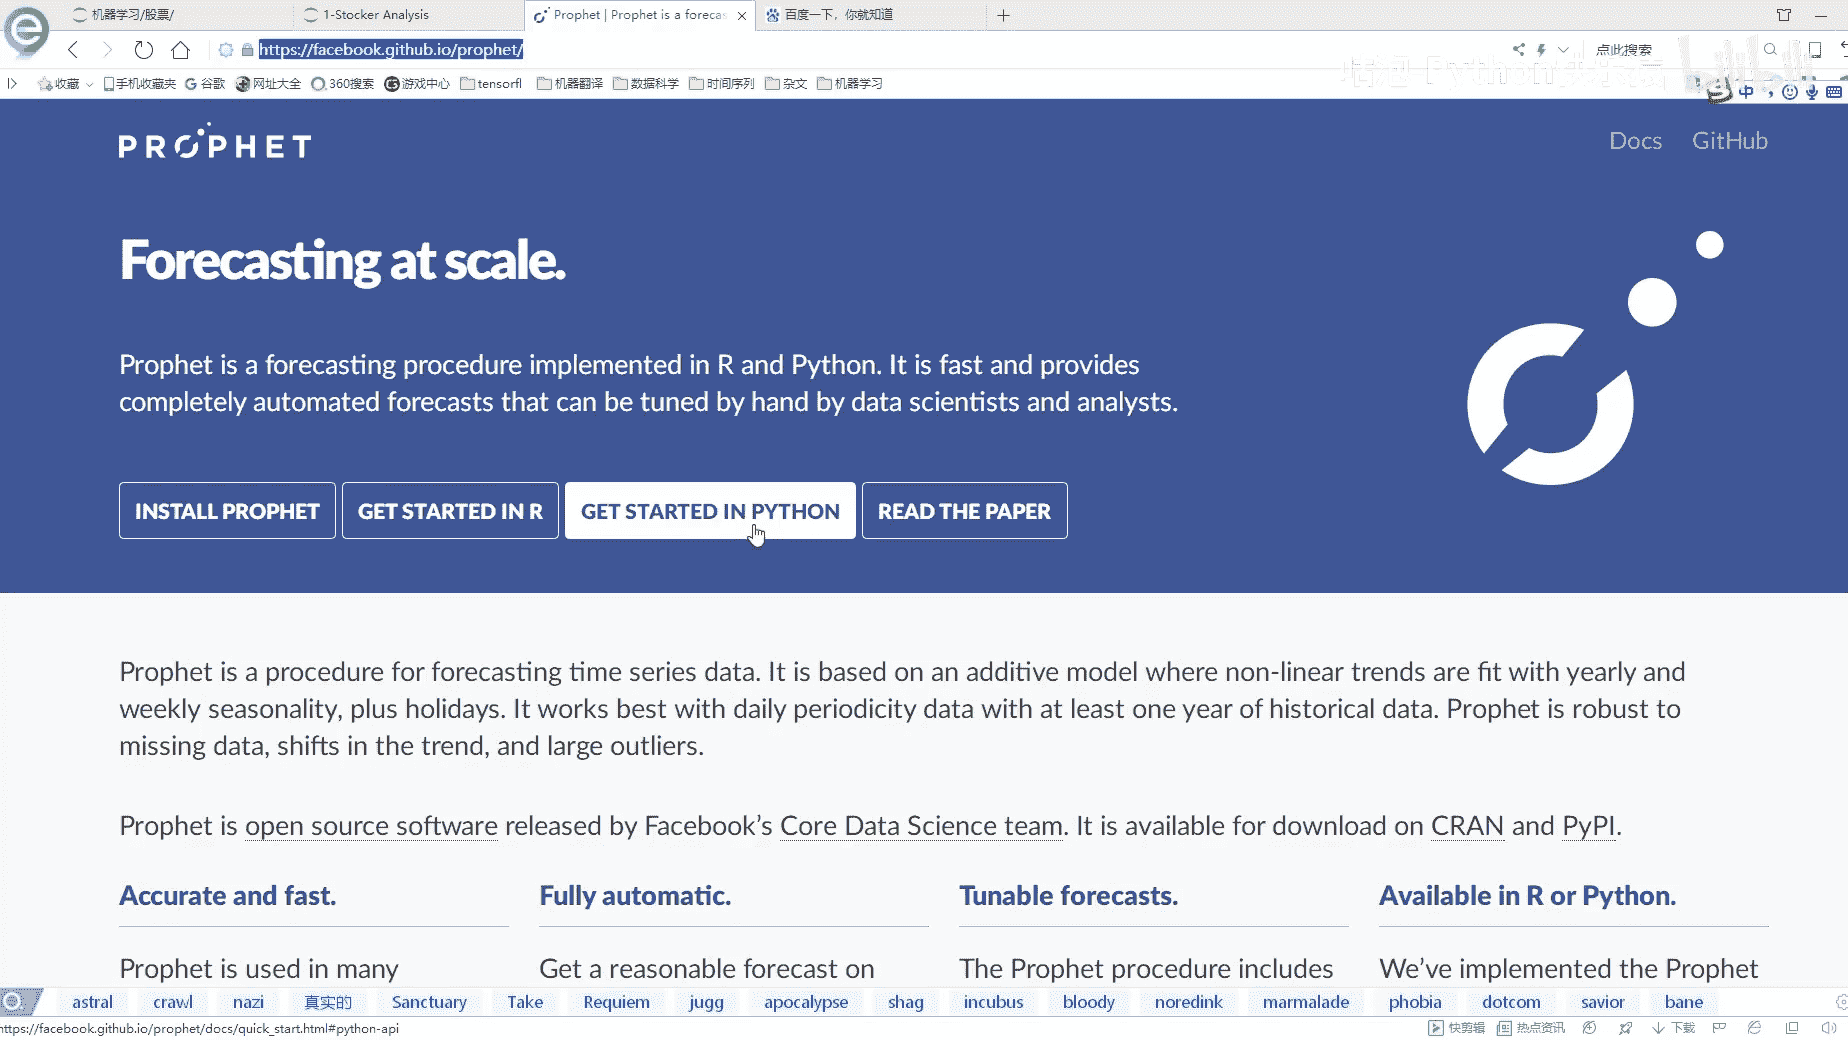 机器学习/股票/
1-Stocker Analysis
Prophet | Prophet is a forecas
百度一下，你就知道
https://facebook.github.io/prophet/
点此搜索
收藏 手机收藏夹 谷歌 网址大全 360搜索 游戏中心 tensorfl 机器翻译 数据科学 时间序列 杂文 机器学习
中
PROPHET
Docs GitHub
Forecasting at scale.
Prophet is a forecasting procedure implemented in R and Python. It is fast and provides
completely automated forecasts that can be tuned by hand by data scientists and analysts.
INSTALL PROPHET GET STARTED IN R GET STARTED IN PYTHON READ THE PAPER
Prophet is a procedure for forecasting time series data. It is based on an additive model where non-linear trends are fit with yearly and
weekly seasonality, plus holidays. It works best with daily periodicity data with at least one year of historical data. Prophet is robust to
missing data, shifts in the trend, and large outliers.
Prophet is open source software released by Facebook’s Core Data Science team. It is available for download on CRAN and PyPI.
Accurate and fast. Fully automatic. Tunable forecasts. Available in R or Python.
Prophet is used in many Get a reasonable forecast on The Prophet procedure includes We’ve implemented the Prophet
astral crawl nazi 真实的 Sanctuary Take Requiem jugg apocalypse shag incubus bloody noredink marmalade phobia dotcom savior bane
https://facebook.github.io/prophet/docs/quick_start.html#python-api
快剪辑 热点资讯 下载